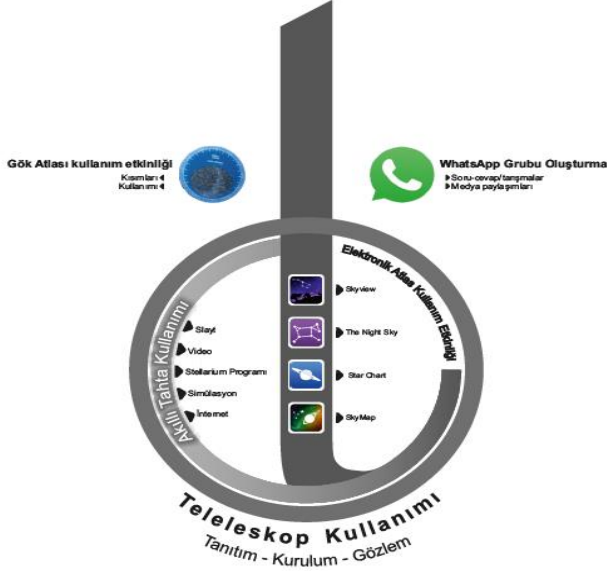 Gök Atlası kullanım etkinliği
Kısımları
Kullanımı
WhatsApp Grubu Oluşturma
Soru-cevap/tarışmalar
Medya paylaşımları
Elektronik Atlas Kullanım Etkinliği
Skyview
The Night Sky
Star Chart
SkyMap
Akıllı Tahta Kullanımı
Slayt
Video
Stellarium Programı
Simülasyon
İnternet
Teleleskop Kullanımı
Tanıtım - Kurulum - Gözlem